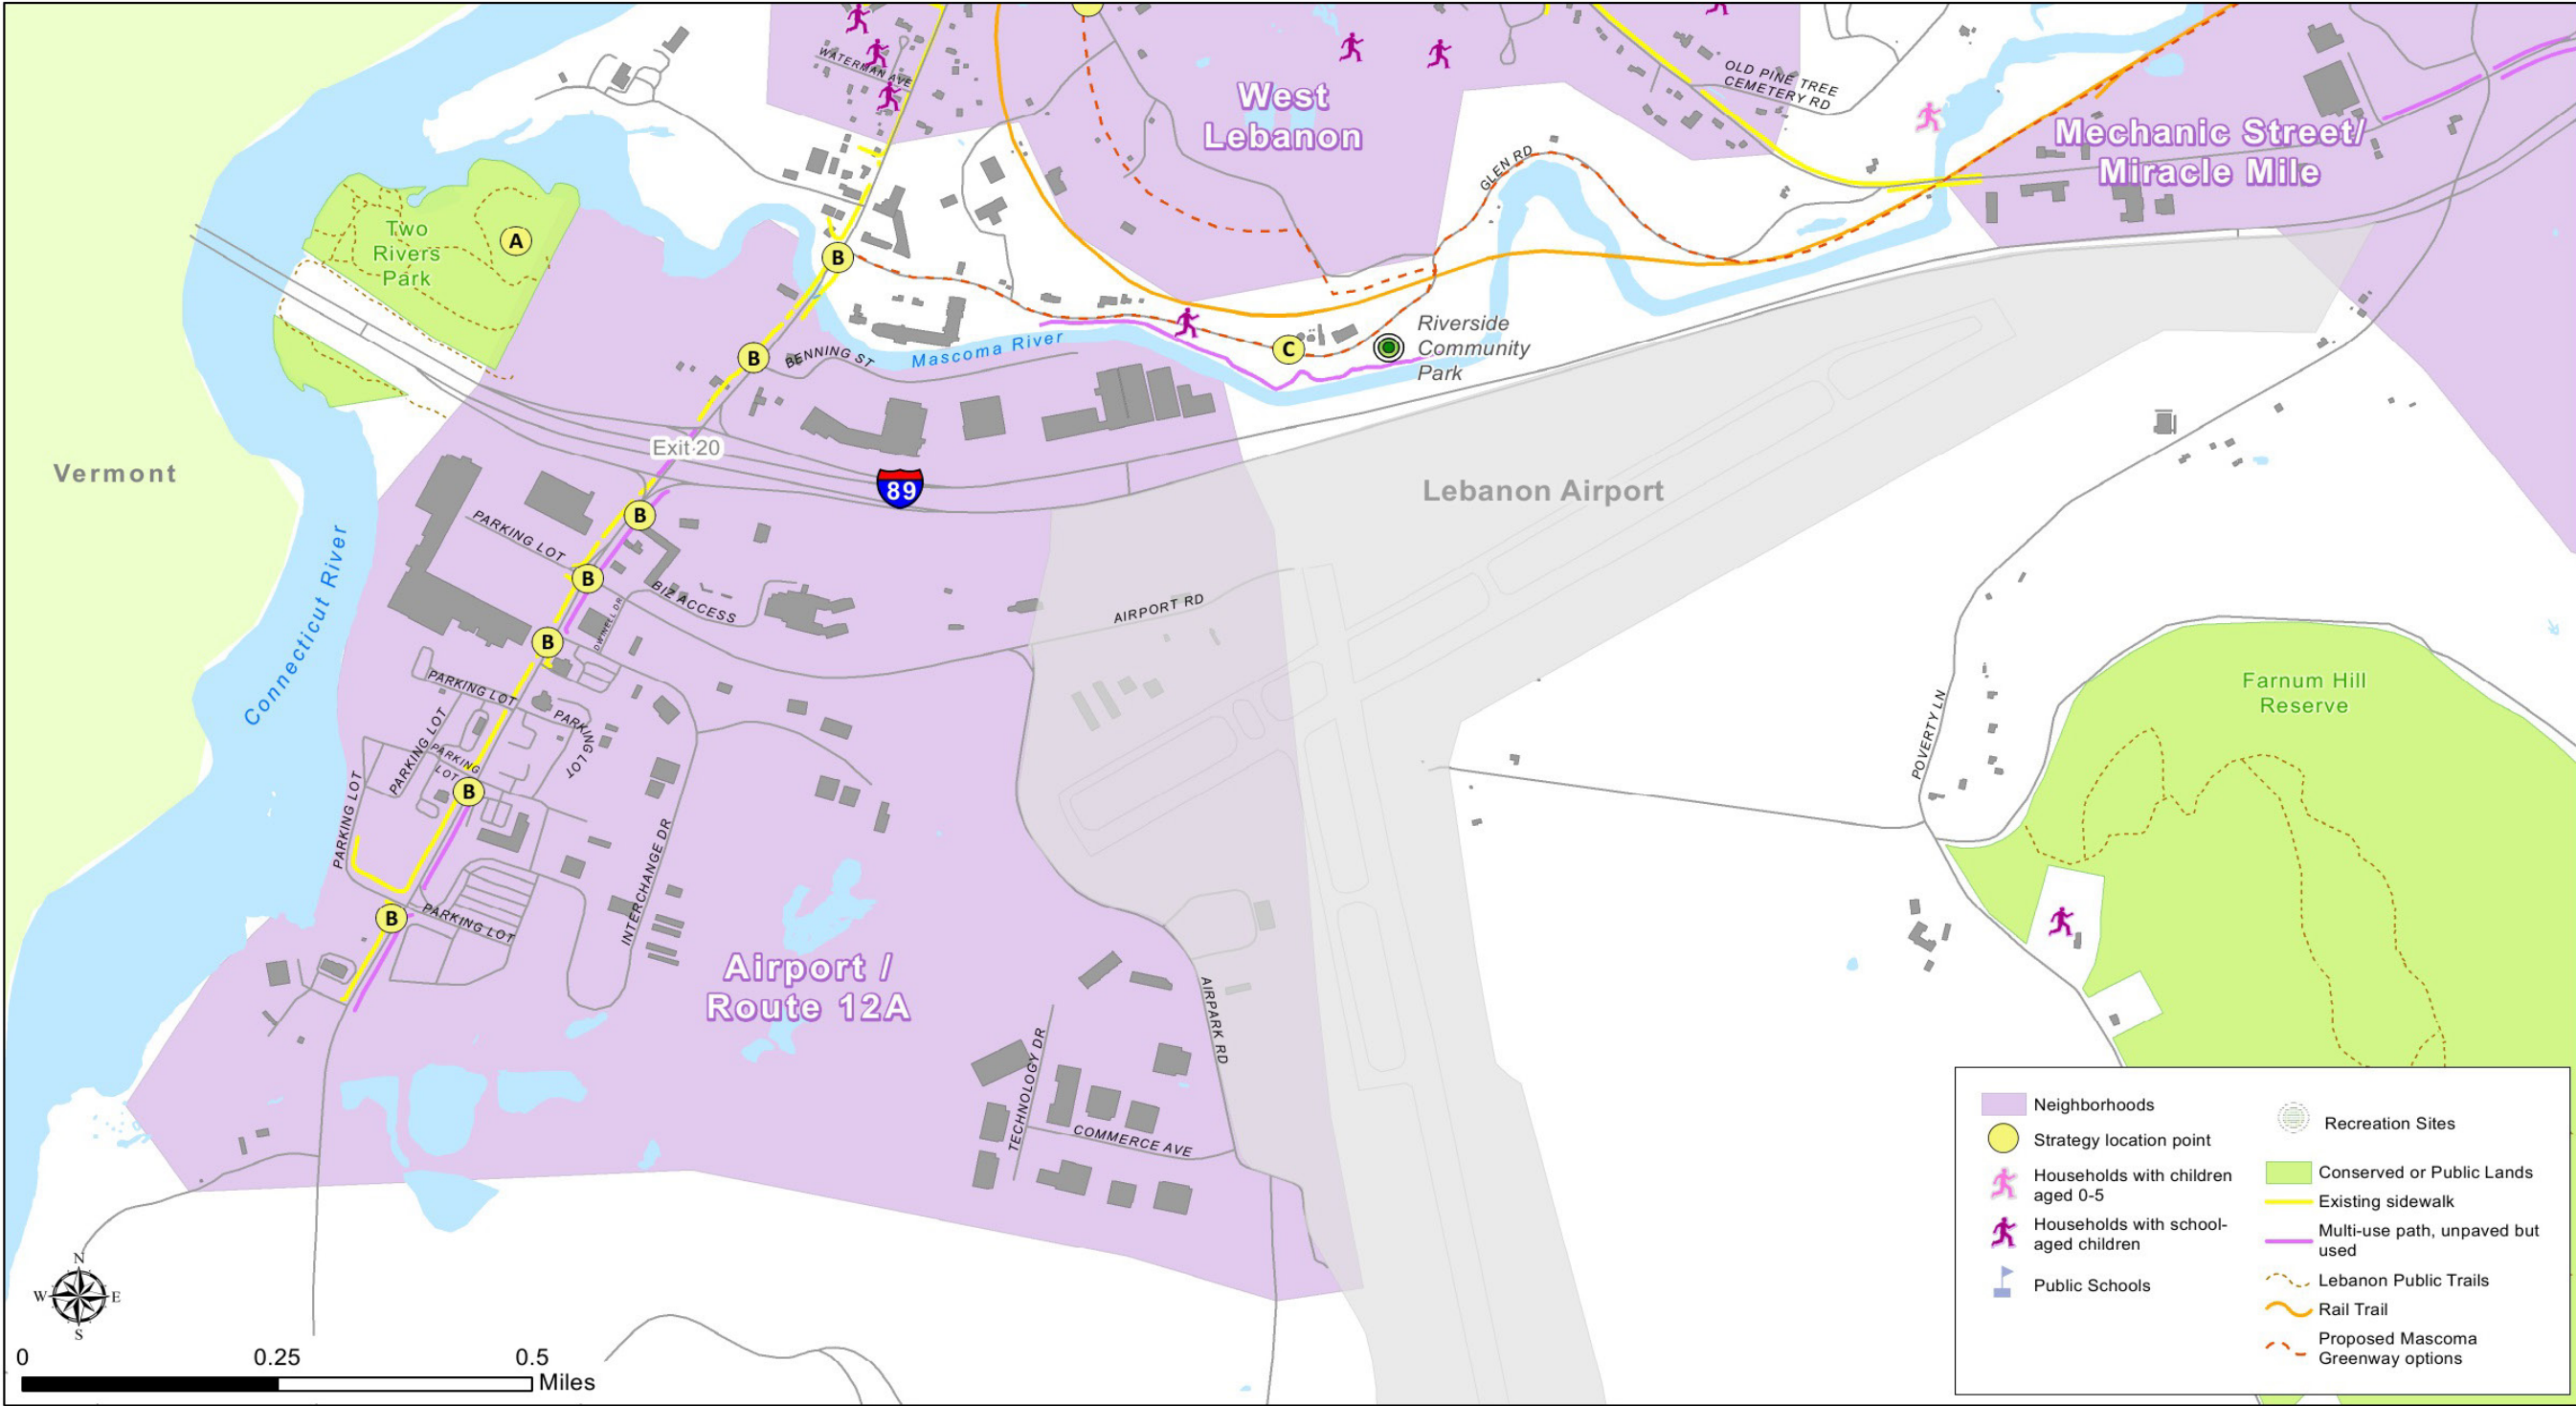 WATERMAN AVE
West
Lebanon
OLD PINE TREE
CEMETERY RD
Mechanic Street/
Miracle Mile
GLEN RD
Two
Rivers
Park
A
B
B
BENNING ST
Mascoma River
C
Riverside
Community
Park
Exit 20
Vermont
89
Lebanon Airport
B
PARKING LOT
B
BIZ ACCESS
AIRPORT RD
Connecticut River
B
PARKING LOT
PARKING LOT
PARKING LOT
PARKING
LOT
B
PARKING LOT
INTERCHANGE DR
B
PARKING LOT
POVERTY LN
Farnum Hill
Reserve
Airport /
Route 12A
AIRPARK RD
TECHNOLOGY DR
COMMERCE AVE
N
W E
S
0 0.25 0.5
Miles
Neighborhoods
Strategy location point
Households with children
aged 0-5
Households with school-
aged children
Public Schools
Recreation Sites
Conserved or Public Lands
Existing sidewalk
Multi-use path, unpaved but
used
Lebanon Public Trails
Rail Trail
Proposed Mascoma
Greenway options